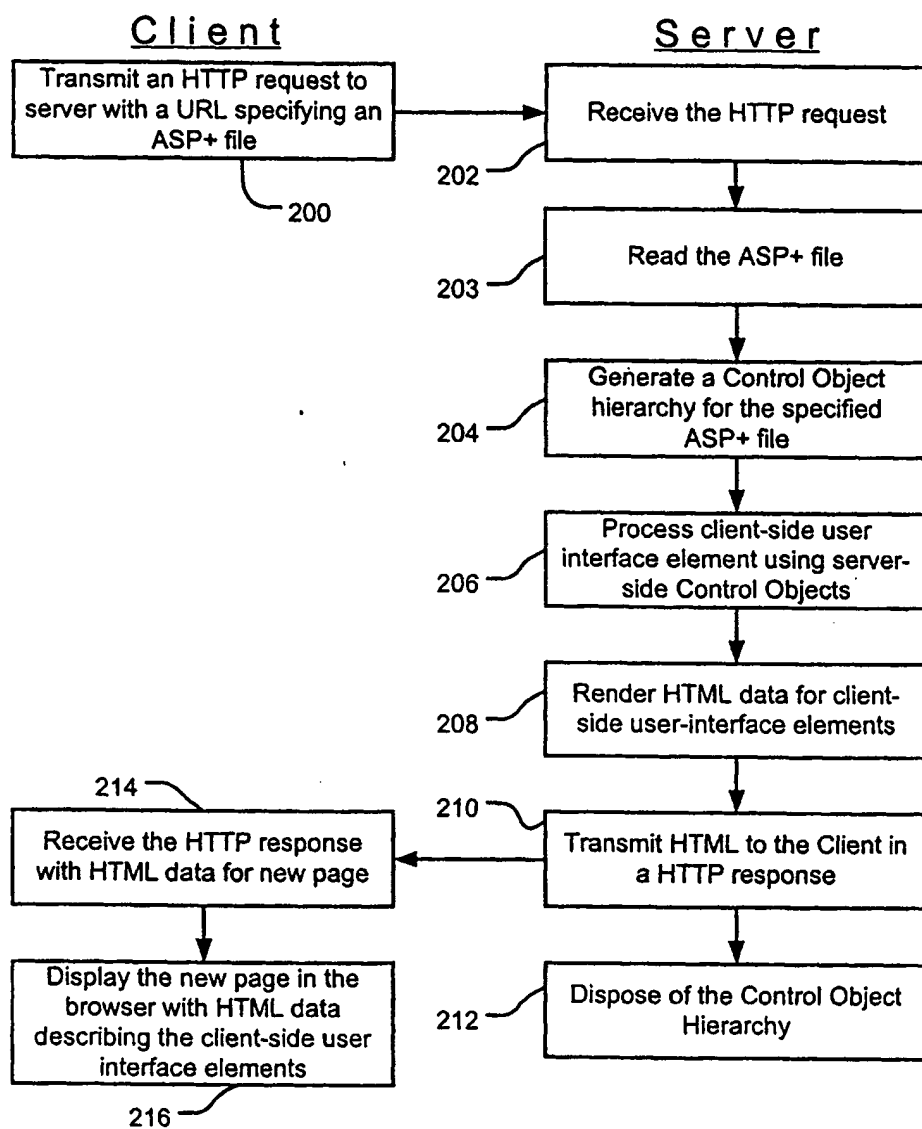 Client
Server
Transmit an HTTP request to
server with a URL specifying an
ASP+ file
200
Receive the HTTP request
202
Read the ASP+ file
203
Generate a Control Object
hierarchy for the specified
ASP+ file
204
Process client-side user
interface element using server-
side Control Objects
206
Render HTML data for client-
side user-interface elements
208
210
Transmit HTML to the Client in
a HTTP response
214
Receive the HTTP response
with HTML data for new page
Dispose of the Control Object
Hierarchy
212
Display the new page in the
browser with HTML data
describing the client-side user
interface elements
216